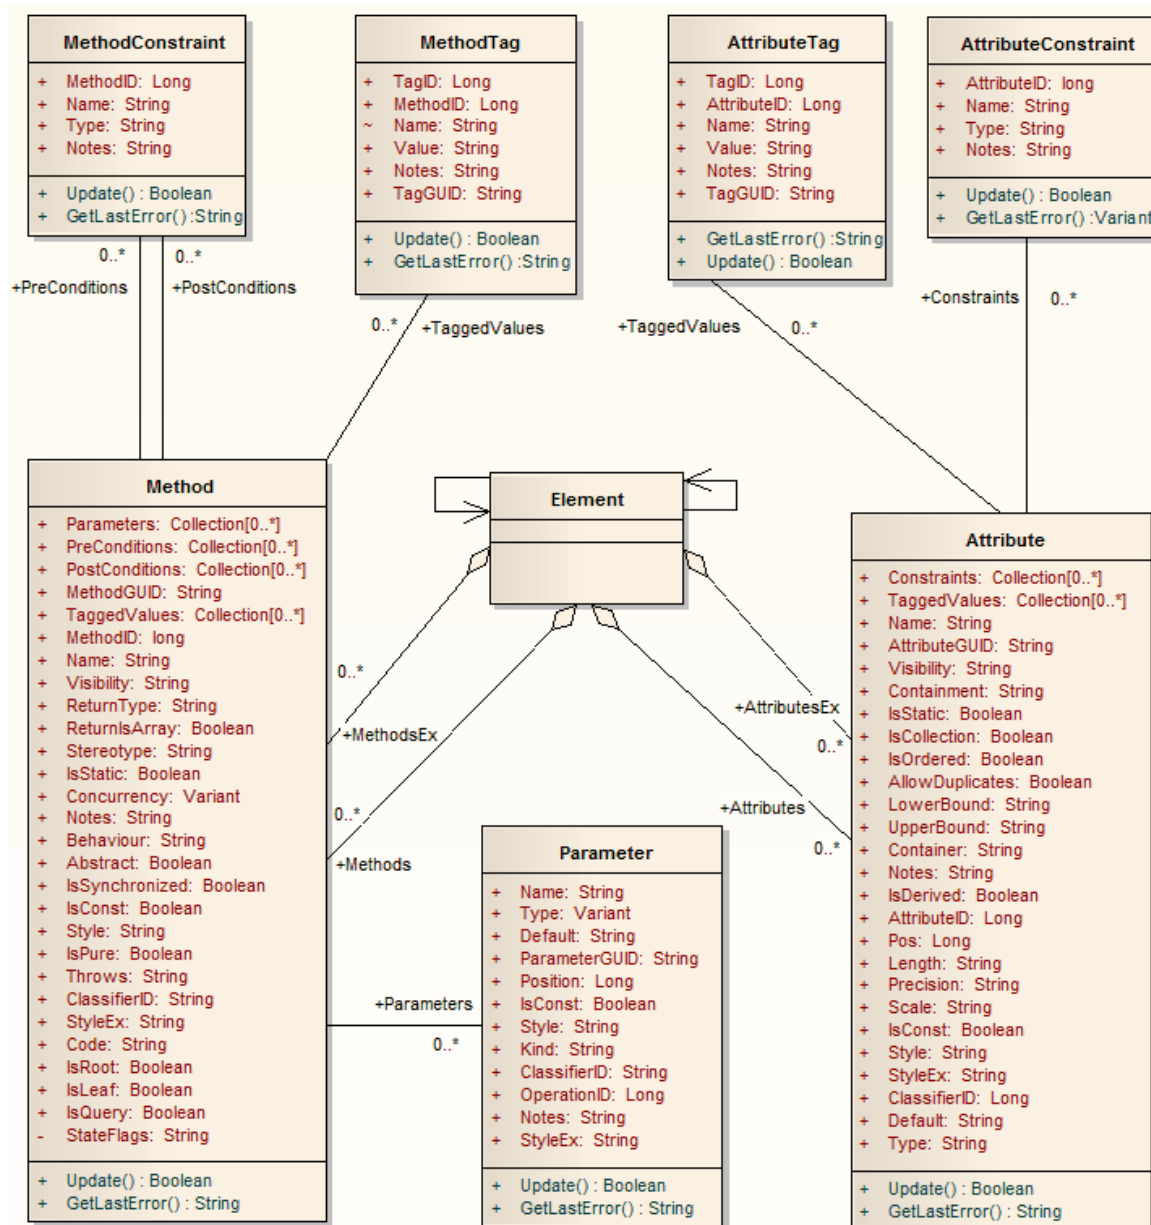 MethodConstraint
+ MethodID: Long
+ Name: String
+ Type: String
+ Notes: String
+ Update() : Boolean
+ GetLastError() :String
MethodTag
+ TagID: Long
+ MethodID: Long
~ Name: String
+ Value: String
+ Notes: String
+ TagGUID: String
+ Update() : Boolean
+ GetLastError() :String
AttributeTag
+ TagID: Long
+ AttributeID: Long
+ Name: String
+ Value: String
+ Notes: String
+ TagGUID: String
+ GetLastError() :String
+ Update() : Boolean
AttributeConstraint
+ AttributeID: long
+ Name: String
+ Type: String
+ Notes: String
+ Update() : Boolean
+ GetLastError() :Variant
0..*
0..*
+PreConditions
+PostConditions
0..*
+TaggedValues
+TaggedValues
0..*
+Constraints
0..*
Method
+ Parameters: Collection[0..*]
+ PreConditions: Collection[0..*]
+ PostConditions: Collection[0..*]
+ MethodGUID: String
+ TaggedValues: Collection[0..*]
+ MethodID: long
+ Name: String
+ Visibility: String
+ ReturnType: String
+ ReturnIsArray: Boolean
+ Stereotype: String
+ IsStatic: Boolean
+ Concurrency: Variant
+ Notes: String
+ Behaviour: String
+ Abstract: Boolean
+ IsSynchronized: Boolean
+ IsConst: Boolean
+ Style: String
+ IsPure: Boolean
+ Throws: String
+ ClassifierID: String
+ StyleEx: String
+ Code: String
+ IsRoot: Boolean
+ IsLeaf: Boolean
+ IsQuery: Boolean
- StateFlags: String
+ Update() : Boolean
+ GetLastError() : String
Element
0..*
+MethodsEx
0..*
+Methods
+AttributesEx
0..*
+Attributes
0..*
+Parameters
0..*
Parameter
+ Name: String
+ Type: Variant
+ Default: String
+ ParameterGUID: String
+ Position: Long
+ IsConst: Boolean
+ Style: String
+ Kind: String
+ ClassifierID: String
+ OperationID: Long
+ Notes: String
+ StyleEx: String
+ Update() : Boolean
+ GetLastError() : String
Attribute
+ Constraints: Collection[0..*]
+ TaggedValues: Collection[0..*]
+ Name: String
+ AttributeGUID: String
+ Visibility: String
+ Containment: String
+ IsStatic: Boolean
+ IsCollection: Boolean
+ IsOrdered: Boolean
+ AllowDuplicates: Boolean
+ LowerBound: String
+ UpperBound: String
+ Container: String
+ Notes: String
+ IsDerived: Boolean
+ AttributeID: Long
+ Pos: Long
+ Length: String
+ Precision: String
+ Scale: String
+ IsConst: Boolean
+ Style: String
+ StyleEx: String
+ ClassifierID: Long
+ Default: String
+ Type: String
+ Update() : Boolean
+ GetLastError() : String